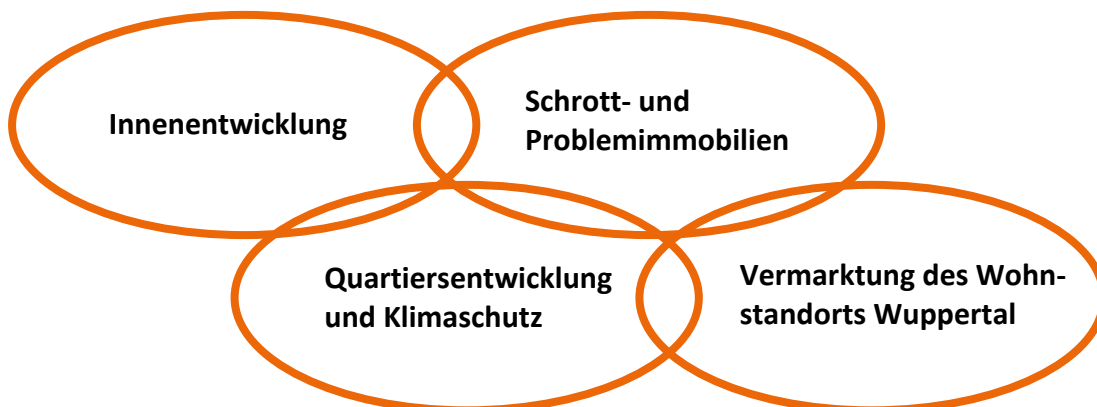 Innenentwicklung
Schrott- und
Problemimmobilien
Quartiersentwicklung
und Klimaschutz
Vermarktung des Wohn-
standorts Wuppertal